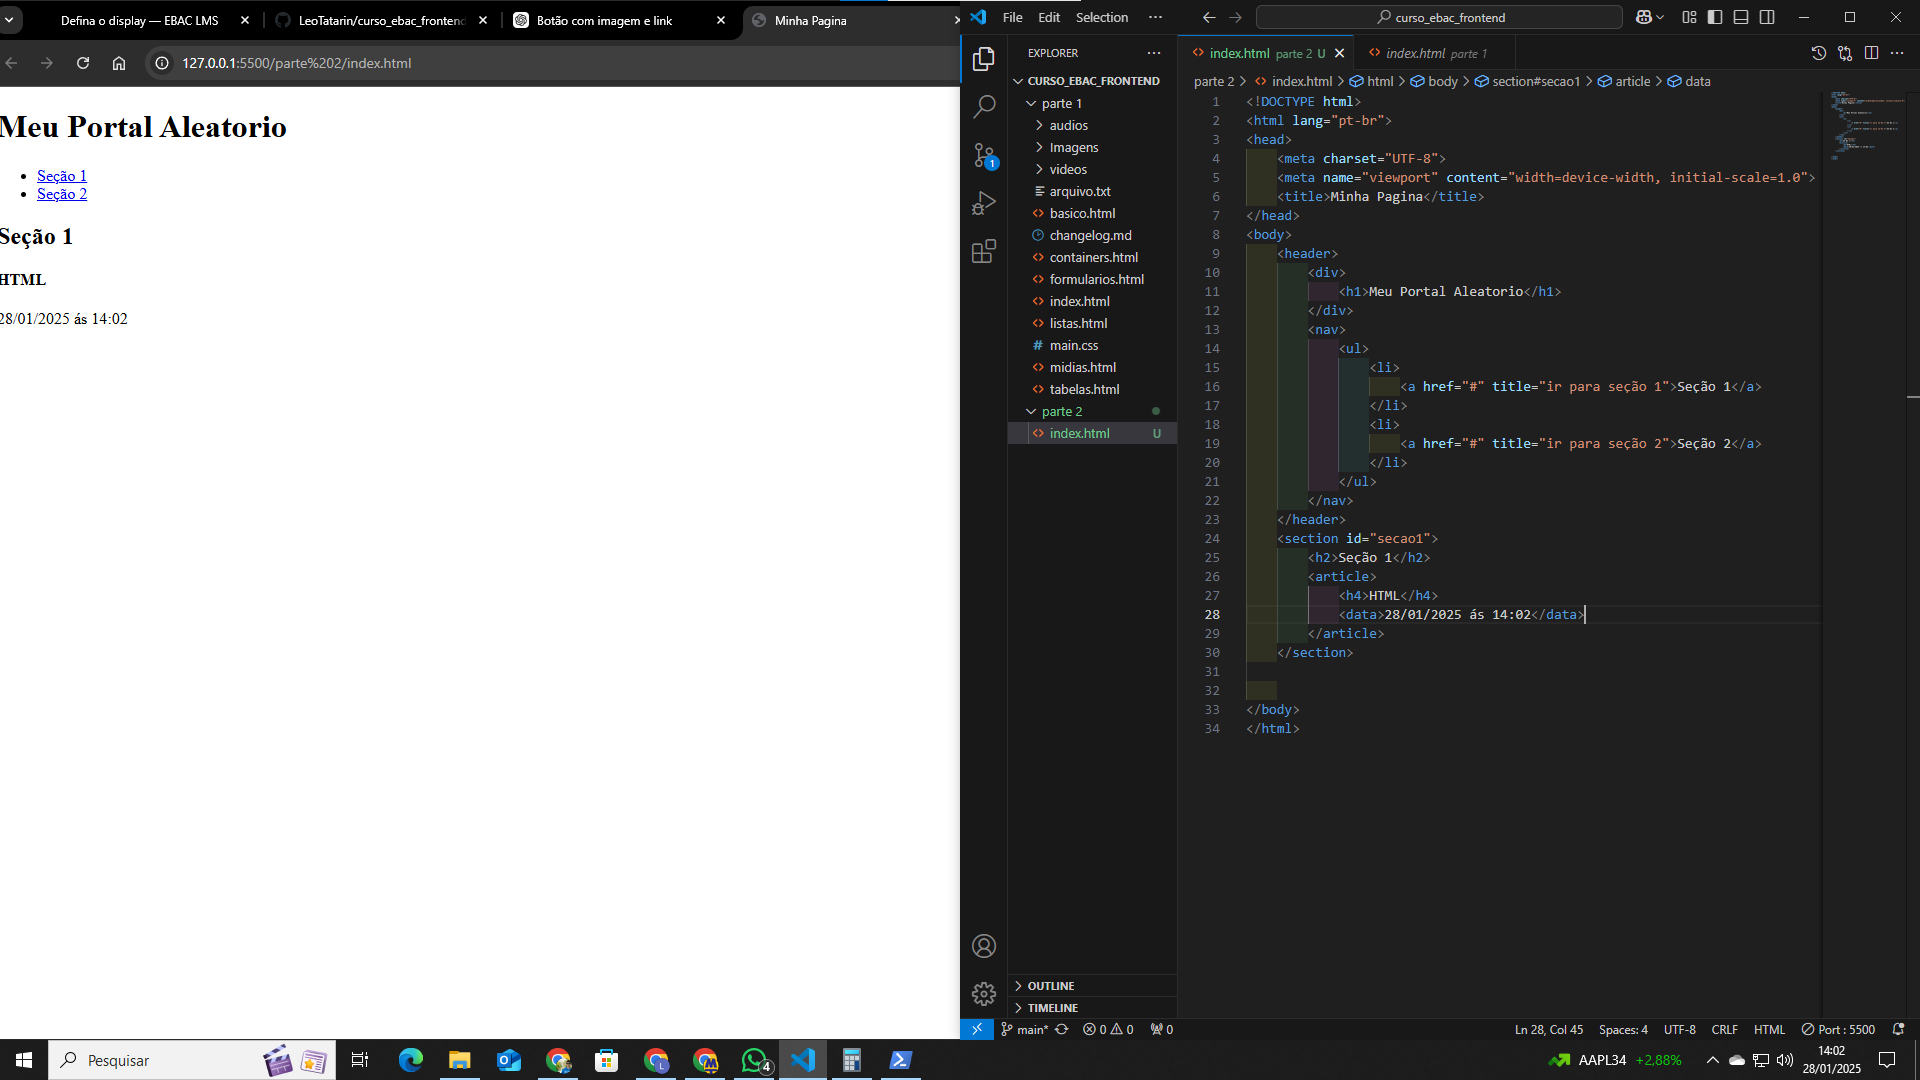 Defina o display — EBAC LMS
LeoTatarin/curso_ebac_frontend
Botão com imagem e link
Minha Pagina
127.0.0.1:5500/parte%202/index.html
Meu Portal Aleatorio
Seção 1
Seção 2
Seção 1
HTML
28/01/2025 ás 14:02
File Edit Selection ···
curso_ebac_frontend
EXPLORER
CURSO_EBAC_FRONTEND
parte 1
audios
Imagens
videos
arquivo.txt
basico.html
changelog.md
containers.html
formularios.html
index.html
listas.html
main.css
midias.html
tabelas.html
parte 2
index.html U
OUTLINE
TIMELINE
1
index.html parte 2 U
index.html parte 1
parte 2 > index.html > html > body > section#secao1 > article > data
1 <!DOCTYPE html>
2 <html lang="pt-br">
3 <head>
4 <meta charset="UTF-8">
5 <meta name="viewport" content="width=device-width, initial-scale=1.0">
6 <title>Minha Pagina</title>
7 </head>
8 <body>
9 <header>
10 <div>
11 <h1>Meu Portal Aleatorio</h1>
12 </div>
13 <nav>
14 <ul>
15 <li>
16 <a href="#" title="ir para seção 1">Seção 1</a>
17 </li>
18 <li>
19 <a href="#" title="ir para seção 2">Seção 2</a>
20 </li>
21 </ul>
22 </nav>
23 </header>
24 <section id="secao1">
25 <h2>Seção 1</h2>
26 <article>
27 <h4>HTML</h4>
28 <data>28/01/2025 ás 14:02</data>
29 </article>
30 </section>
31
32
33 </body>
34 </html>
main* 0 0 0
Ln 28, Col 45 Spaces: 4 UTF-8 CRLF HTML Port : 5500
Pesquisar
4
AAPL34 +2,88%
14:02
28/01/2025